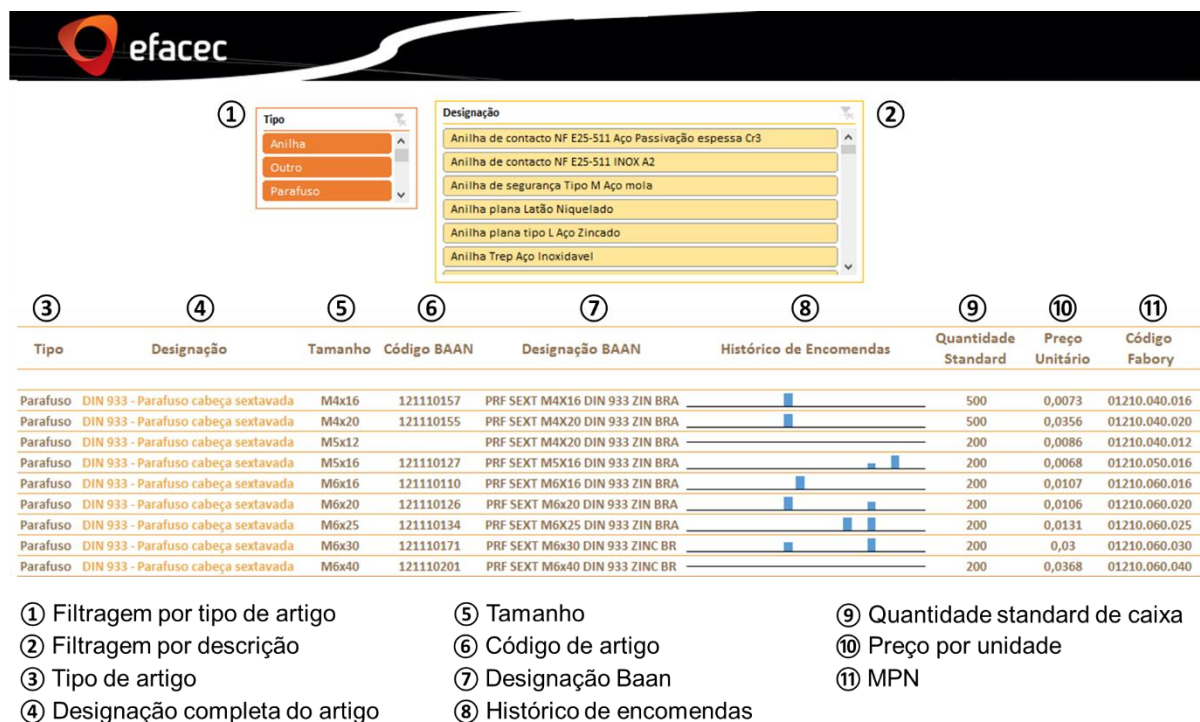 efacec
① Tipo Designação ②
Anilha
Outro
Parafuso
Anilha de contacto NF E25-511 Aço Passivação espessa Cr3
Anilha de contacto NF E25-511 INOX A2
Anilha de segurança Tipo M Aço mola
Anilha plana Latão Niquelado
Anilha plana tipo L Aço Zincado
Anilha Trep Aço Inoxidavel
③ ④ ⑤ ⑥ ⑦ ⑧ ⑨ ⑩ ⑪
Tipo Designação Tamanho Código BAAN Designação BAAN Histórico de Encomendas Quantidade Standard Preço Unitário Código Fabory
Parafuso DIN 933 - Parafuso cabeça sextavada M4x16 121110157 PRF SEXT M4X16 DIN 933 ZIN BRA 500 0,0073 01210.040.016
Parafuso DIN 933 - Parafuso cabeça sextavada M4x20 121110155 PRF SEXT M4X20 DIN 933 ZIN BRA 500 0,0356 01210.040.020
Parafuso DIN 933 - Parafuso cabeça sextavada M5x12 PRF SEXT M4X20 DIN 933 ZIN BRA 200 0,0086 01210.040.012
Parafuso DIN 933 - Parafuso cabeça sextavada M5x16 121110127 PRF SEXT M5X16 DIN 933 ZIN BRA 200 0,0068 01210.050.016
Parafuso DIN 933 - Parafuso cabeça sextavada M6x16 121110110 PRF SEXT M6X16 DIN 933 ZIN BRA 200 0,0107 01210.060.016
Parafuso DIN 933 - Parafuso cabeça sextavada M6x20 121110126 PRF SEXT M6x20 DIN 933 ZIN BRA 200 0,0106 01210.060.020
Parafuso DIN 933 - Parafuso cabeça sextavada M6x25 121110134 PRF SEXT M6X25 DIN 933 ZIN BRA 200 0,0131 01210.060.025
Parafuso DIN 933 - Parafuso cabeça sextavada M6x30 121110171 PRF SEXT M6x30 DIN 933 ZINC BR 200 0,03 01210.060.030
Parafuso DIN 933 - Parafuso cabeça sextavada M6x40 121110201 PRF SEXT M6x40 DIN 933 ZINC BR 200 0,0368 01210.060.040
① Filtragem por tipo de artigo
② Filtragem por descrição
③ Tipo de artigo
④ Designação completa do artigo
⑤ Tamanho
⑥ Código de artigo
⑦ Designação Baan
⑧ Histórico de encomendas
⑨ Quantidade standard de caixa
⑩ Preço por unidade
⑪ MPN